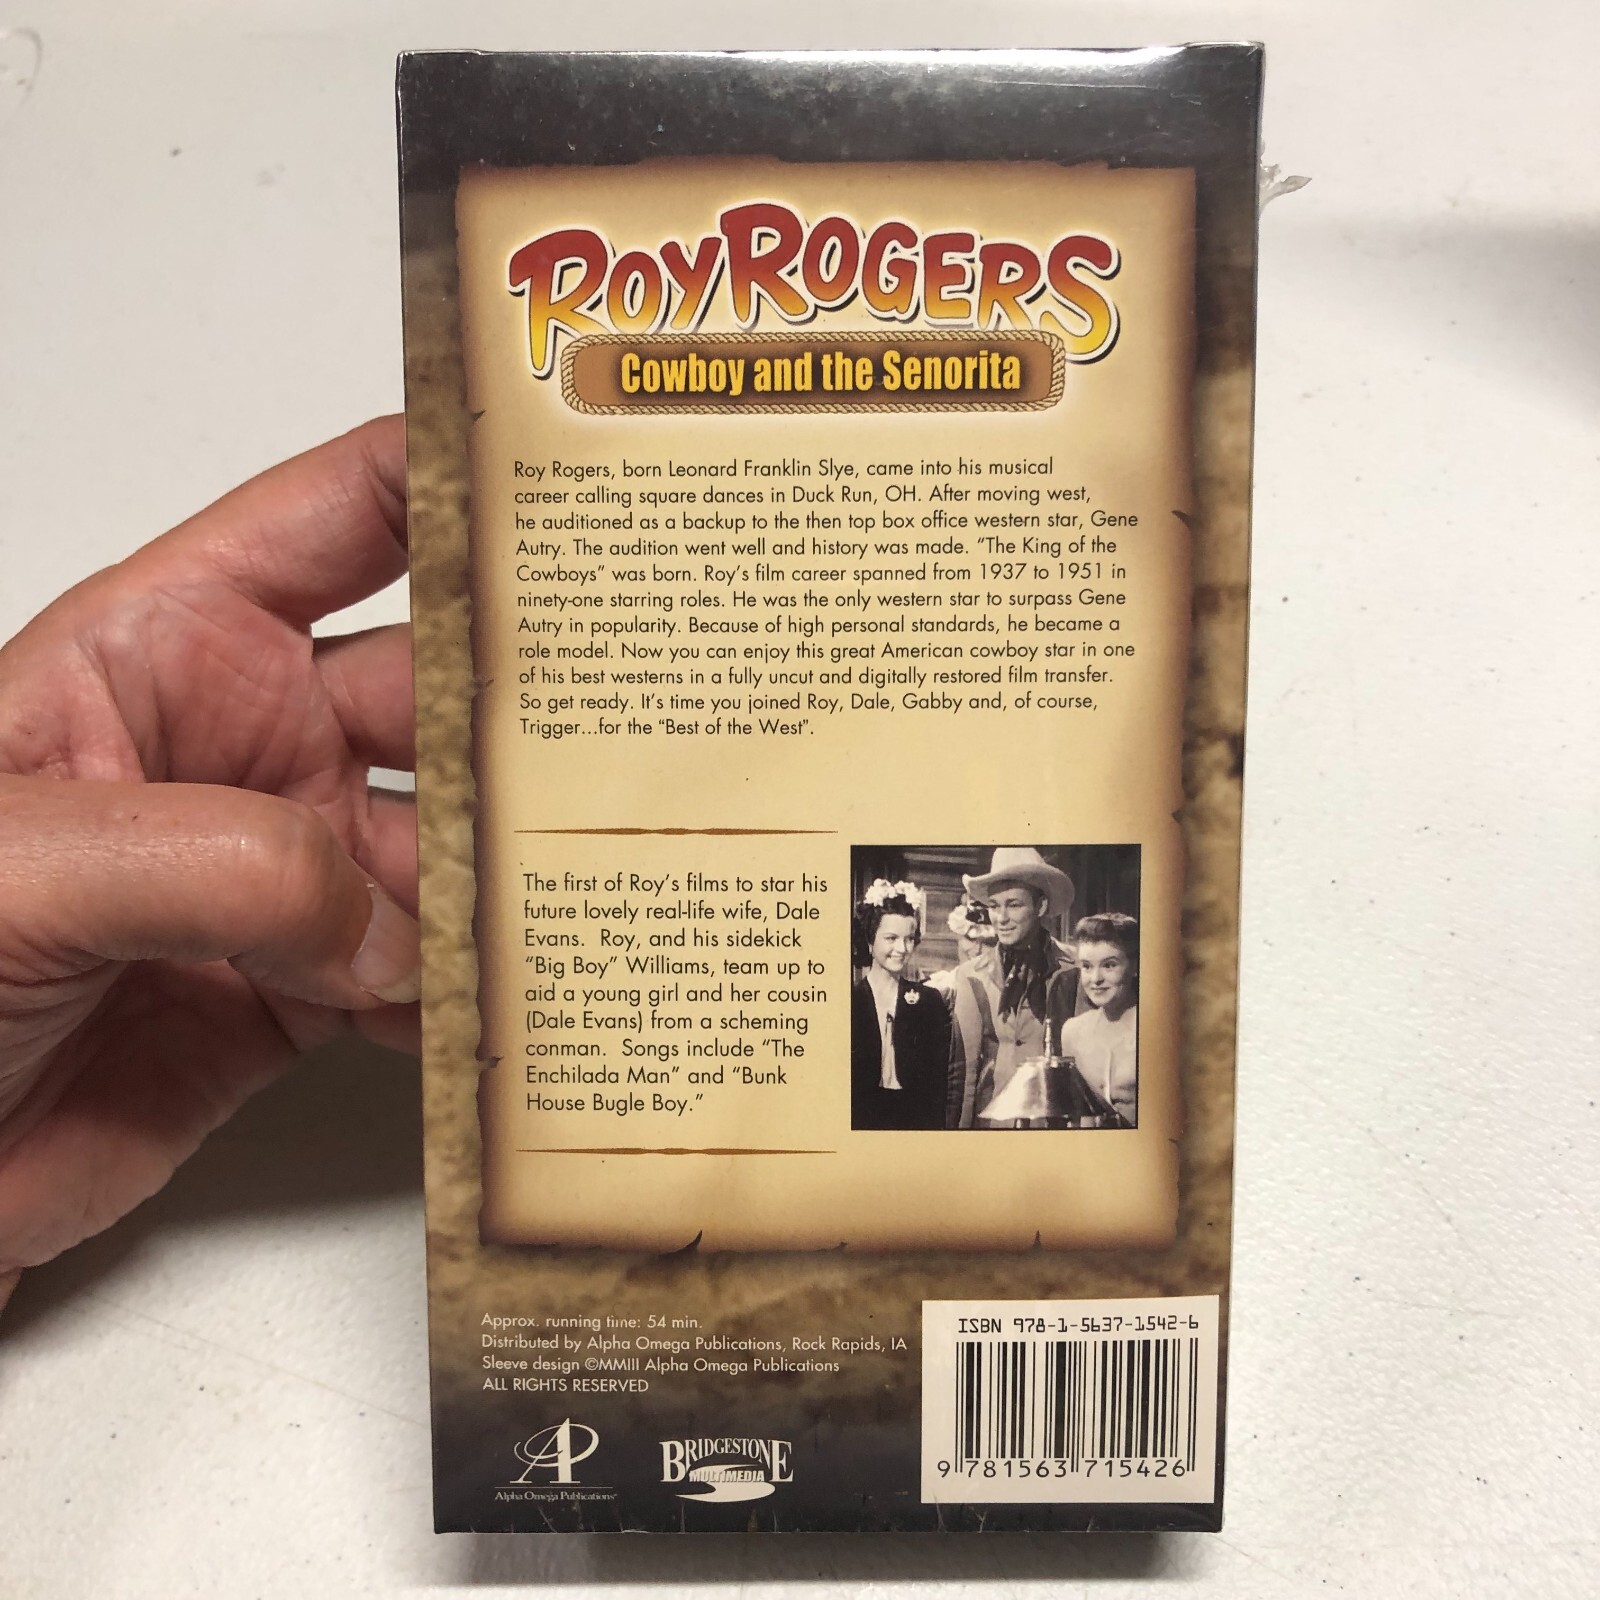 ROY ROGERS
Cowboy and the Senorita
Roy Rogers, born Leonard Franklin Slye, came into his musical
career calling square dances in Duck Run, OH. After moving west,
he auditioned as a backup to the then top box office western star, Gene
Autry. The audition went well and history was made. "The King of the
Cowboys" was born. Roy's film career spanned from 1937 to 1951 in
ninety-one starring roles. He was the only western star to surpass Gene
Autry in popularity. Because of high personal standards, he became a
role model. Now you can enjoy this great American cowboy star in one
of his best westerns in a fully uncut and digitally restored film transfer.
So get ready. It's time you joined Roy, Dale, Gabby and, of course,
Trigger...for the "Best of the West".
The first of Roy's films to star his
future lovely real-life wife, Dale
Evans. Roy, and his sidekick
"Big Boy" Williams, team up to
aid a young girl and her cousin
(Dale Evans) from a scheming
conman. Songs include "The
Enchilada Man" and "Bunk
House Bugle Boy."
Approx. running time: 54 min.
Distributed by Alpha Omega Publications, Rock Rapids, IA
Sleeve design ©MMIII Alpha Omega Publications
ALL RIGHTS RESERVED
Alpha Omega Publications
BRIDGESTONE
MULTIMEDIA
ISBN 978-1-5637-1542-6
9 781563 715426